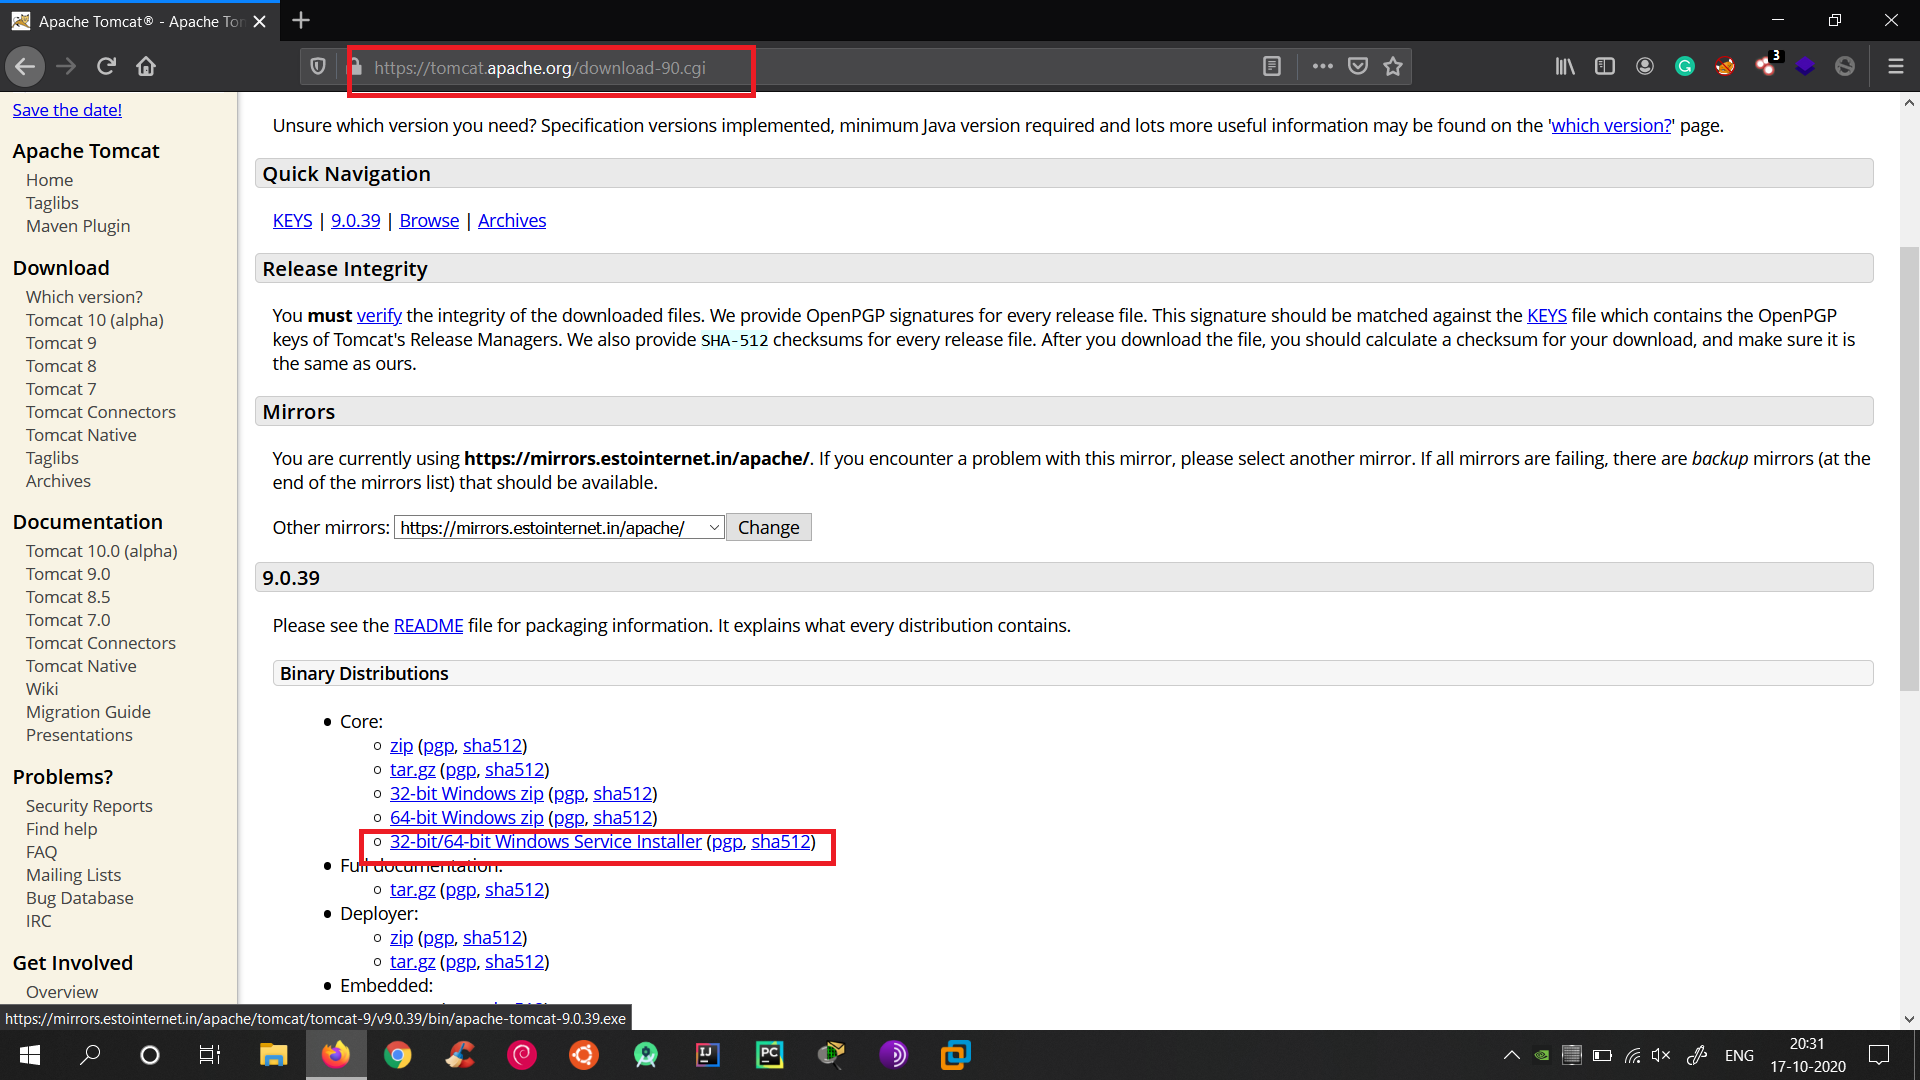 Apache Tomcat® - Apache Ton
https://tomcat.apache.org/download-90.cgi
3
Save the date!
Apache Tomcat
Home
Taglibs
Maven Plugin
Download
Which version?
Tomcat 10 (alpha)
Tomcat 9
Tomcat 8
Tomcat 7
Tomcat Connectors
Tomcat Native
Taglibs
Archives
Documentation
Tomcat 10.0 (alpha)
Tomcat 9.0
Tomcat 8.5
Tomcat 7.0
Tomcat Connectors
Tomcat Native
Wiki
Migration Guide
Presentations
Problems?
Security Reports
Find help
FAQ
Mailing Lists
Bug Database
IRC
Get Involved
Overview
Unsure which version you need? Specification versions implemented, minimum Java version required and lots more useful information may be found on the 'which version?' page.
Quick Navigation
KEYS | 9.0.39 | Browse | Archives
Release Integrity
You must verify the integrity of the downloaded files. We provide OpenPGP signatures for every release file. This signature should be matched against the KEYS file which contains the OpenPGP
keys of Tomcat's Release Managers. We also provide SHA-512 checksums for every release file. After you download the file, you should calculate a checksum for your download, and make sure it is
the same as ours.
Mirrors
You are currently using https://mirrors.estointernet.in/apache/. If you encounter a problem with this mirror, please select another mirror. If all mirrors are failing, there are backup mirrors (at the
end of the mirrors list) that should be available.
Other mirrors: https://mirrors.estointernet.in/apache/ Change
9.0.39
Please see the README file for packaging information. It explains what every distribution contains.
Binary Distributions
Core:
zip (pgp, sha512)
tar.gz (pgp, sha512)
32-bit Windows zip (pgp, sha512)
64-bit Windows zip (pgp, sha512)
32-bit/64-bit Windows Service Installer (pgp, sha512)
Full documentation:
tar.gz (pgp, sha512)
Deployer:
zip (pgp, sha512)
tar.gz (pgp, sha512)
Embedded:
https://mirrors.estointernet.in/apache/tomcat/tomcat-9/v9.0.39/bin/apache-tomcat-9.0.39.exe
ENG
20:31
17-10-2020